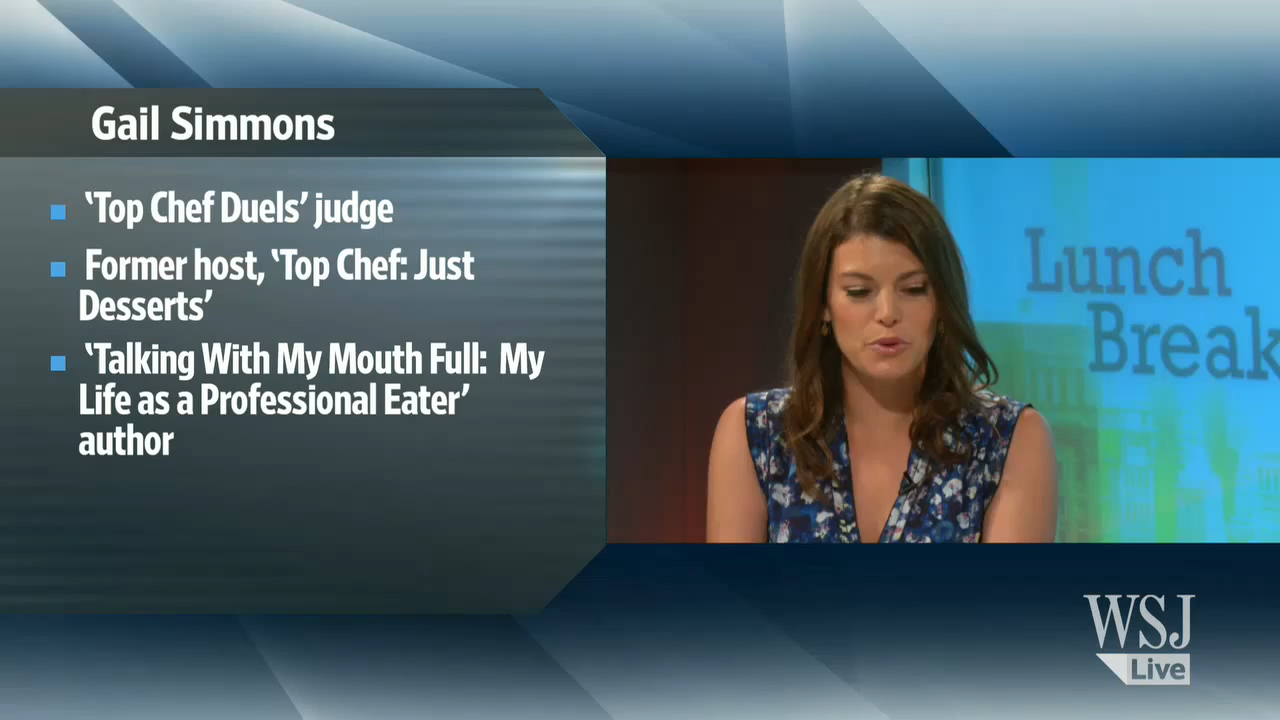 Gail Simmons
‘Top Chef Duels’ judge
Former host, ‘Top Chef: Just
Desserts’
‘Talking With My Mouth Full: My
Life as a Professional Eater’
author
Lunch
Break
WSJ
Live